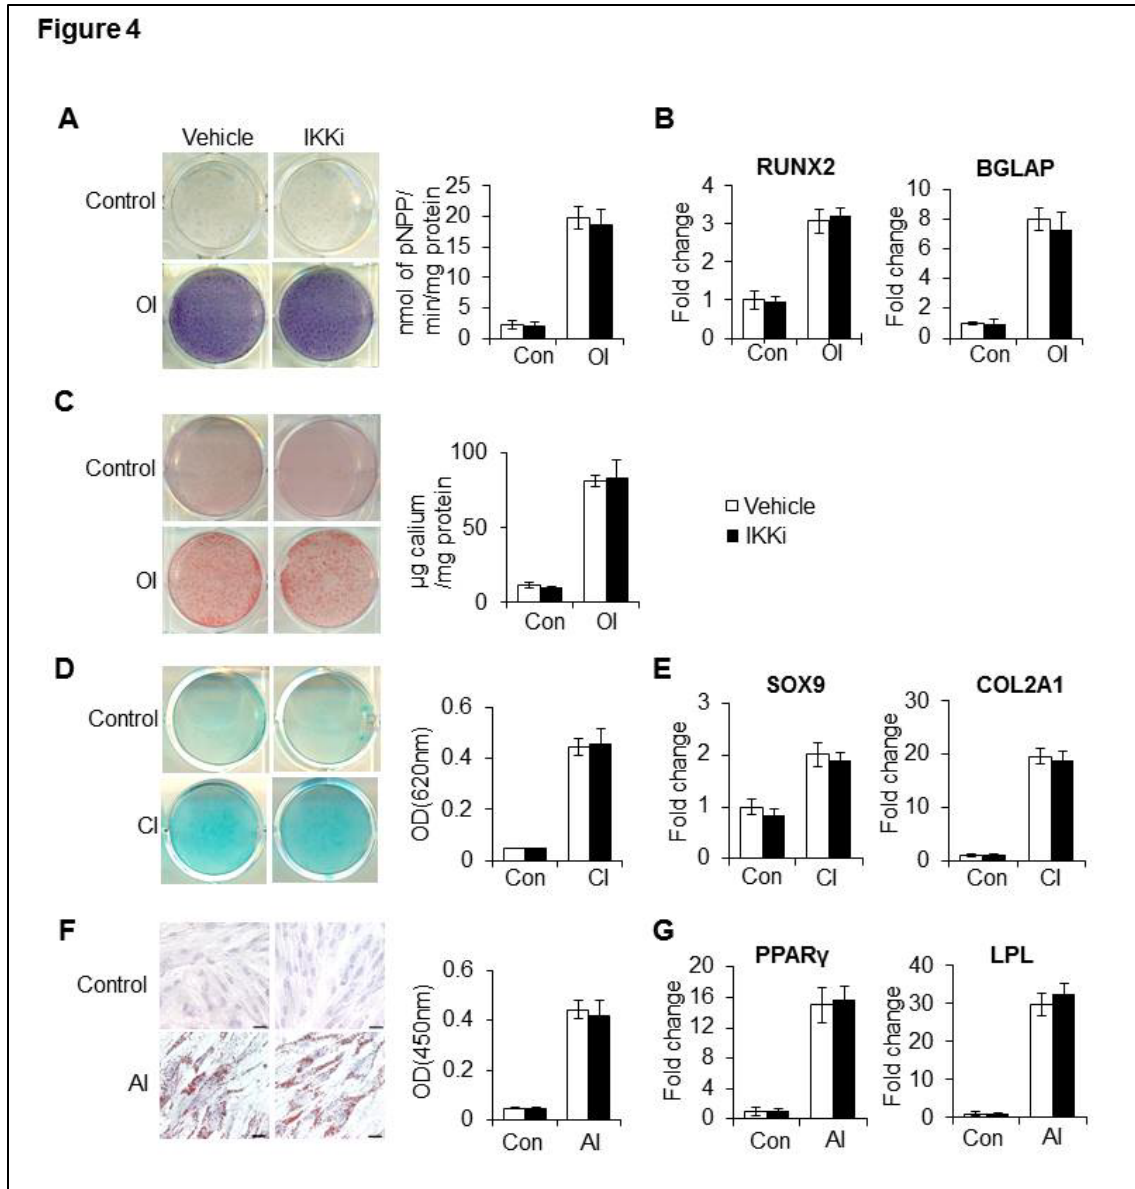 Figure 4
A
Vehicle IKKi
Control
OI
nmol of pNPP/
min/mg protein
25
20
15
10
5
0
Con OI
B
RUNX2
Fold change
4
3
2
1
0
Con OI
BGLAP
Fold change
10
8
6
4
2
0
Con OI
C
Control
OI
µg calium
/mg protein
100
50
0
Con OI
Vehicle
IKKi
D
Control
CI
OD(620nm)
0.6
0.4
0.2
0
Con CI
E
SOX9
Fold change
3
2
1
0
Con CI
COL2A1
Fold change
30
20
10
0
Con CI
F
Control
AI
OD(450nm)
0.6
0.4
0.2
0
Con AI
G
PPARγ
Fold change
20
16
12
8
4
0
Con AI
LPL
Fold change
40
30
20
10
0
Con AI